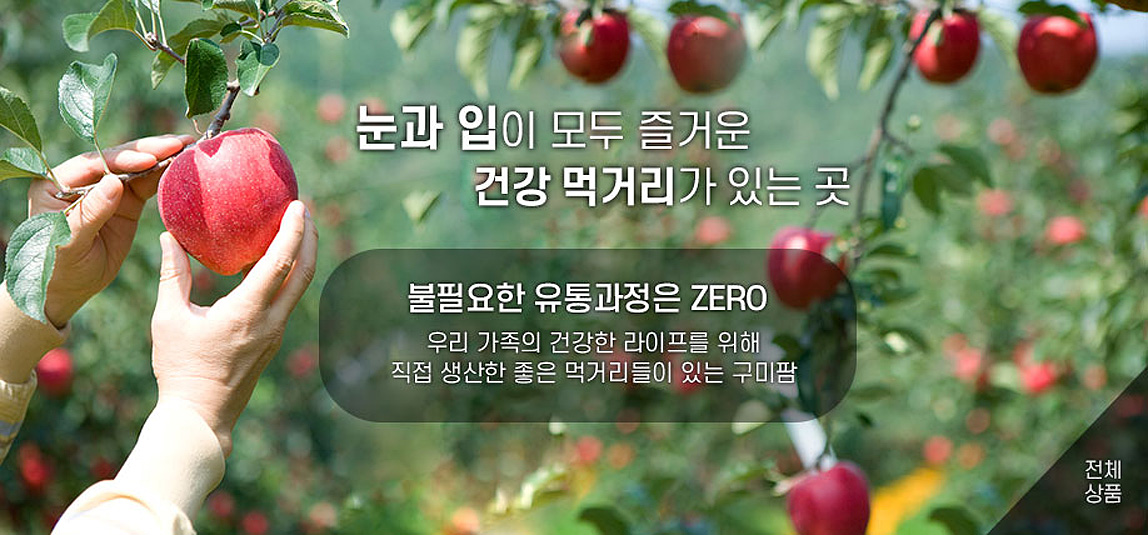 눈과 입이 모두 즐거운
건강 먹거리가 있는 곳
불필요한 유통과정은 ZERO
우리 가족의 건강한 라이프를 위해
직접 생산한 좋은 먹거리들이 있는 구미팜
전체
상품